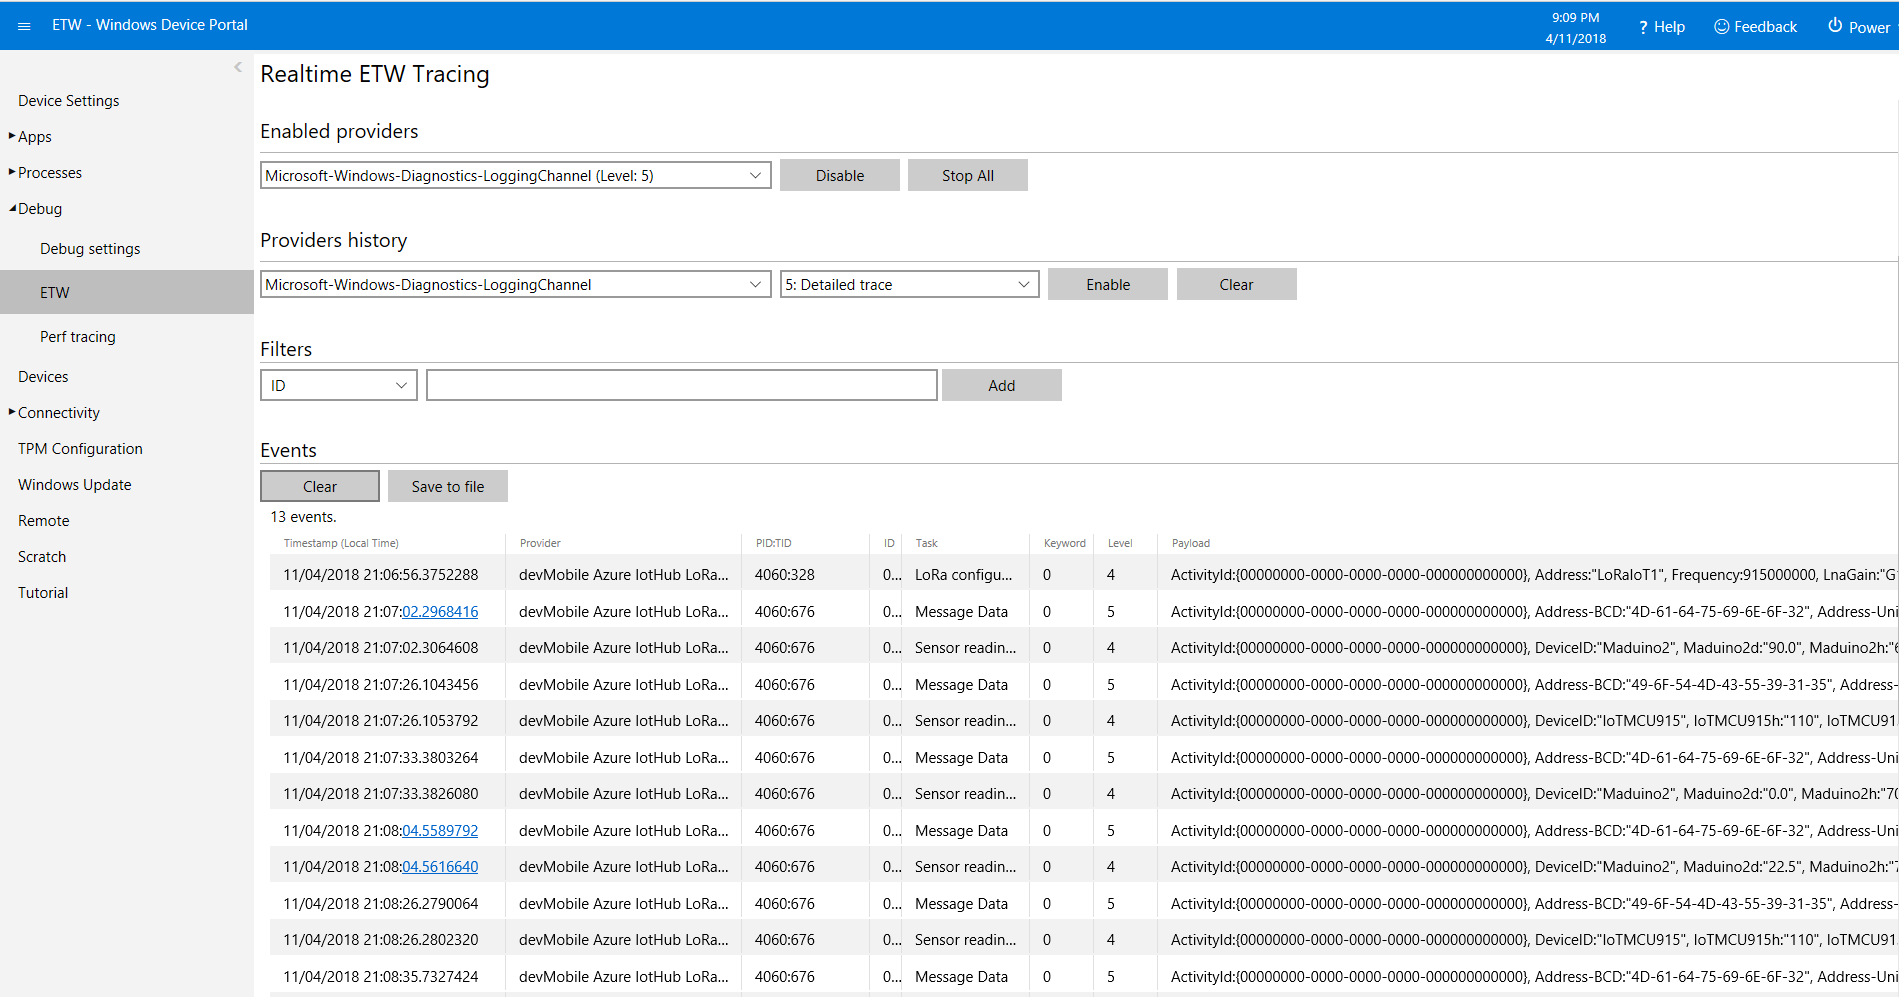 ETW - Windows Device Portal
9:09 PM
4/11/2018
? Help
Feedback
Power
Device Settings
Apps
Processes
Debug
Debug settings
ETW
Perf tracing
Devices
Connectivity
TPM Configuration
Windows Update
Remote
Scratch
Tutorial
Realtime ETW Tracing
Enabled providers
Microsoft-Windows-Diagnostics-LoggingChannel (Level: 5) Disable Stop All
Providers history
Microsoft-Windows-Diagnostics-LoggingChannel 5: Detailed trace Enable Clear
Filters
ID Add
Events
Clear Save to file
13 events.
Timestamp (Local Time) Provider PID:TID ID Task Keyword Level Payload
11/04/2018 21:06:56.3752288 devMobile Azure IotHub LoRa... 4060:328 0... LoRa configu... 0 4 ActivityId:{00000000-0000-0000-0000-000000000000}, Address:"LoRaIoT1", Frequency:915000000, LnaGain:"G
11/04/2018 21:07:02.2968416 devMobile Azure IotHub LoRa... 4060:676 0... Message Data 0 5 ActivityId:{00000000-0000-0000-0000-000000000000}, Address-BCD:"4D-61-64-75-69-6E-6F-32", Address-Uni
11/04/2018 21:07:02.3064608 devMobile Azure IotHub LoRa... 4060:676 0... Sensor readin... 0 4 ActivityId:{00000000-0000-0000-0000-000000000000}, DeviceID:"Maduino2", Maduino2d:"90.0", Maduino2h:"6
11/04/2018 21:07:26.1043456 devMobile Azure IotHub LoRa... 4060:676 0... Message Data 0 5 ActivityId:{00000000-0000-0000-0000-000000000000}, Address-BCD:"49-6F-54-4D-43-55-39-31-35", Address-
11/04/2018 21:07:26.1053792 devMobile Azure IotHub LoRa... 4060:676 0... Sensor readin... 0 4 ActivityId:{00000000-0000-0000-0000-000000000000}, DeviceID:"IoTMCU915", IoTMCU915h:"110", IoTMCU91
11/04/2018 21:07:33.3803264 devMobile Azure IotHub LoRa... 4060:676 0... Message Data 0 5 ActivityId:{00000000-0000-0000-0000-000000000000}, Address-BCD:"4D-61-64-75-69-6E-6F-32", Address-Uni
11/04/2018 21:07:33.3826080 devMobile Azure IotHub LoRa... 4060:676 0... Sensor readin... 0 4 ActivityId:{00000000-0000-0000-0000-000000000000}, DeviceID:"Maduino2", Maduino2d:"0.0", Maduino2h:"70
11/04/2018 21:08:04.5589792 devMobile Azure IotHub LoRa... 4060:676 0... Message Data 0 5 ActivityId:{00000000-0000-0000-0000-000000000000}, Address-BCD:"4D-61-64-75-69-6E-6F-32", Address-Uni
11/04/2018 21:08:04.5616640 devMobile Azure IotHub LoRa... 4060:676 0... Sensor readin... 0 4 ActivityId:{00000000-0000-0000-0000-000000000000}, DeviceID:"Maduino2", Maduino2d:"22.5", Maduino2h:"7
11/04/2018 21:08:26.2790064 devMobile Azure IotHub LoRa... 4060:676 0... Message Data 0 5 ActivityId:{00000000-0000-0000-0000-000000000000}, Address-BCD:"49-6F-54-4D-43-55-39-31-35", Address-
11/04/2018 21:08:26.2802320 devMobile Azure IotHub LoRa... 4060:676 0... Sensor readin... 0 4 ActivityId:{00000000-0000-0000-0000-000000000000}, DeviceID:"IoTMCU915", IoTMCU915h:"110", IoTMCU91
11/04/2018 21:08:35.7327424 devMobile Azure IotHub LoRa... 4060:676 0... Message Data 0 5 ActivityId:{00000000-0000-0000-0000-000000000000}, Address-BCD:"4D-61-64-75-69-6E-6F-32", Address-Uni